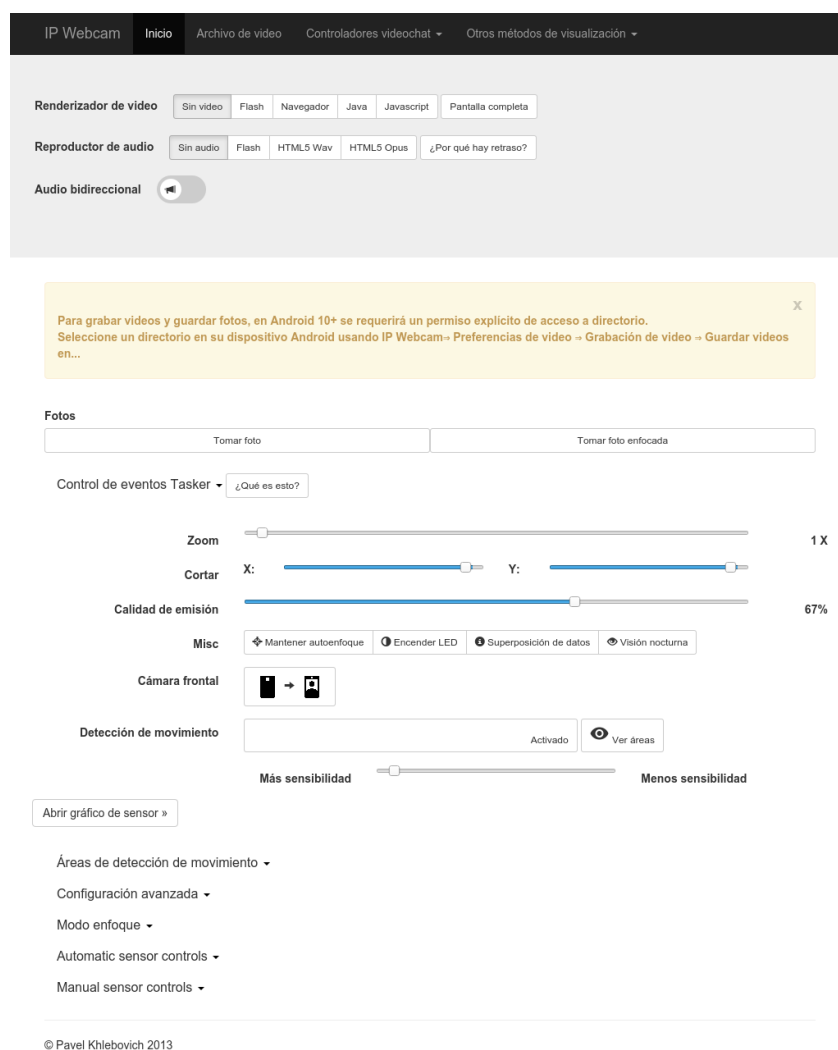 IP Webcam Inicio Archivo de video Controladores videochat Otros métodos de visualización
Renderizador de video Sin video Flash Navegador Java Javascript Pantalla completa
Reproductor de audio Sin audio Flash HTML5 Wav HTML5 Opus ¿Por qué hay retraso?
Audio bidireccional
x
Para grabar videos y guardar fotos, en Android 10+ se requerirá un permiso explícito de acceso a directorio.
Seleccione un directorio en su dispositivo Android usando IP Webcam→ Preferencias de video → Grabación de video → Guardar videos
en...
Fotos
Tomar foto Tomar foto enfocada
Control de eventos Tasker ¿Qué es esto?
Zoom 1 X
Cortar X: Y:
Calidad de emisión 67%
Misc Mantener autoenfoque Encender LED Superposición de datos Visión nocturna
Cámara frontal
Detección de movimiento Activado Ver áreas
Más sensibilidad Menos sensibilidad
Abrir gráfico de sensor »
Áreas de detección de movimiento
Configuración avanzada
Modo enfoque
Automatic sensor controls
Manual sensor controls
© Pavel Khlebovich 2013